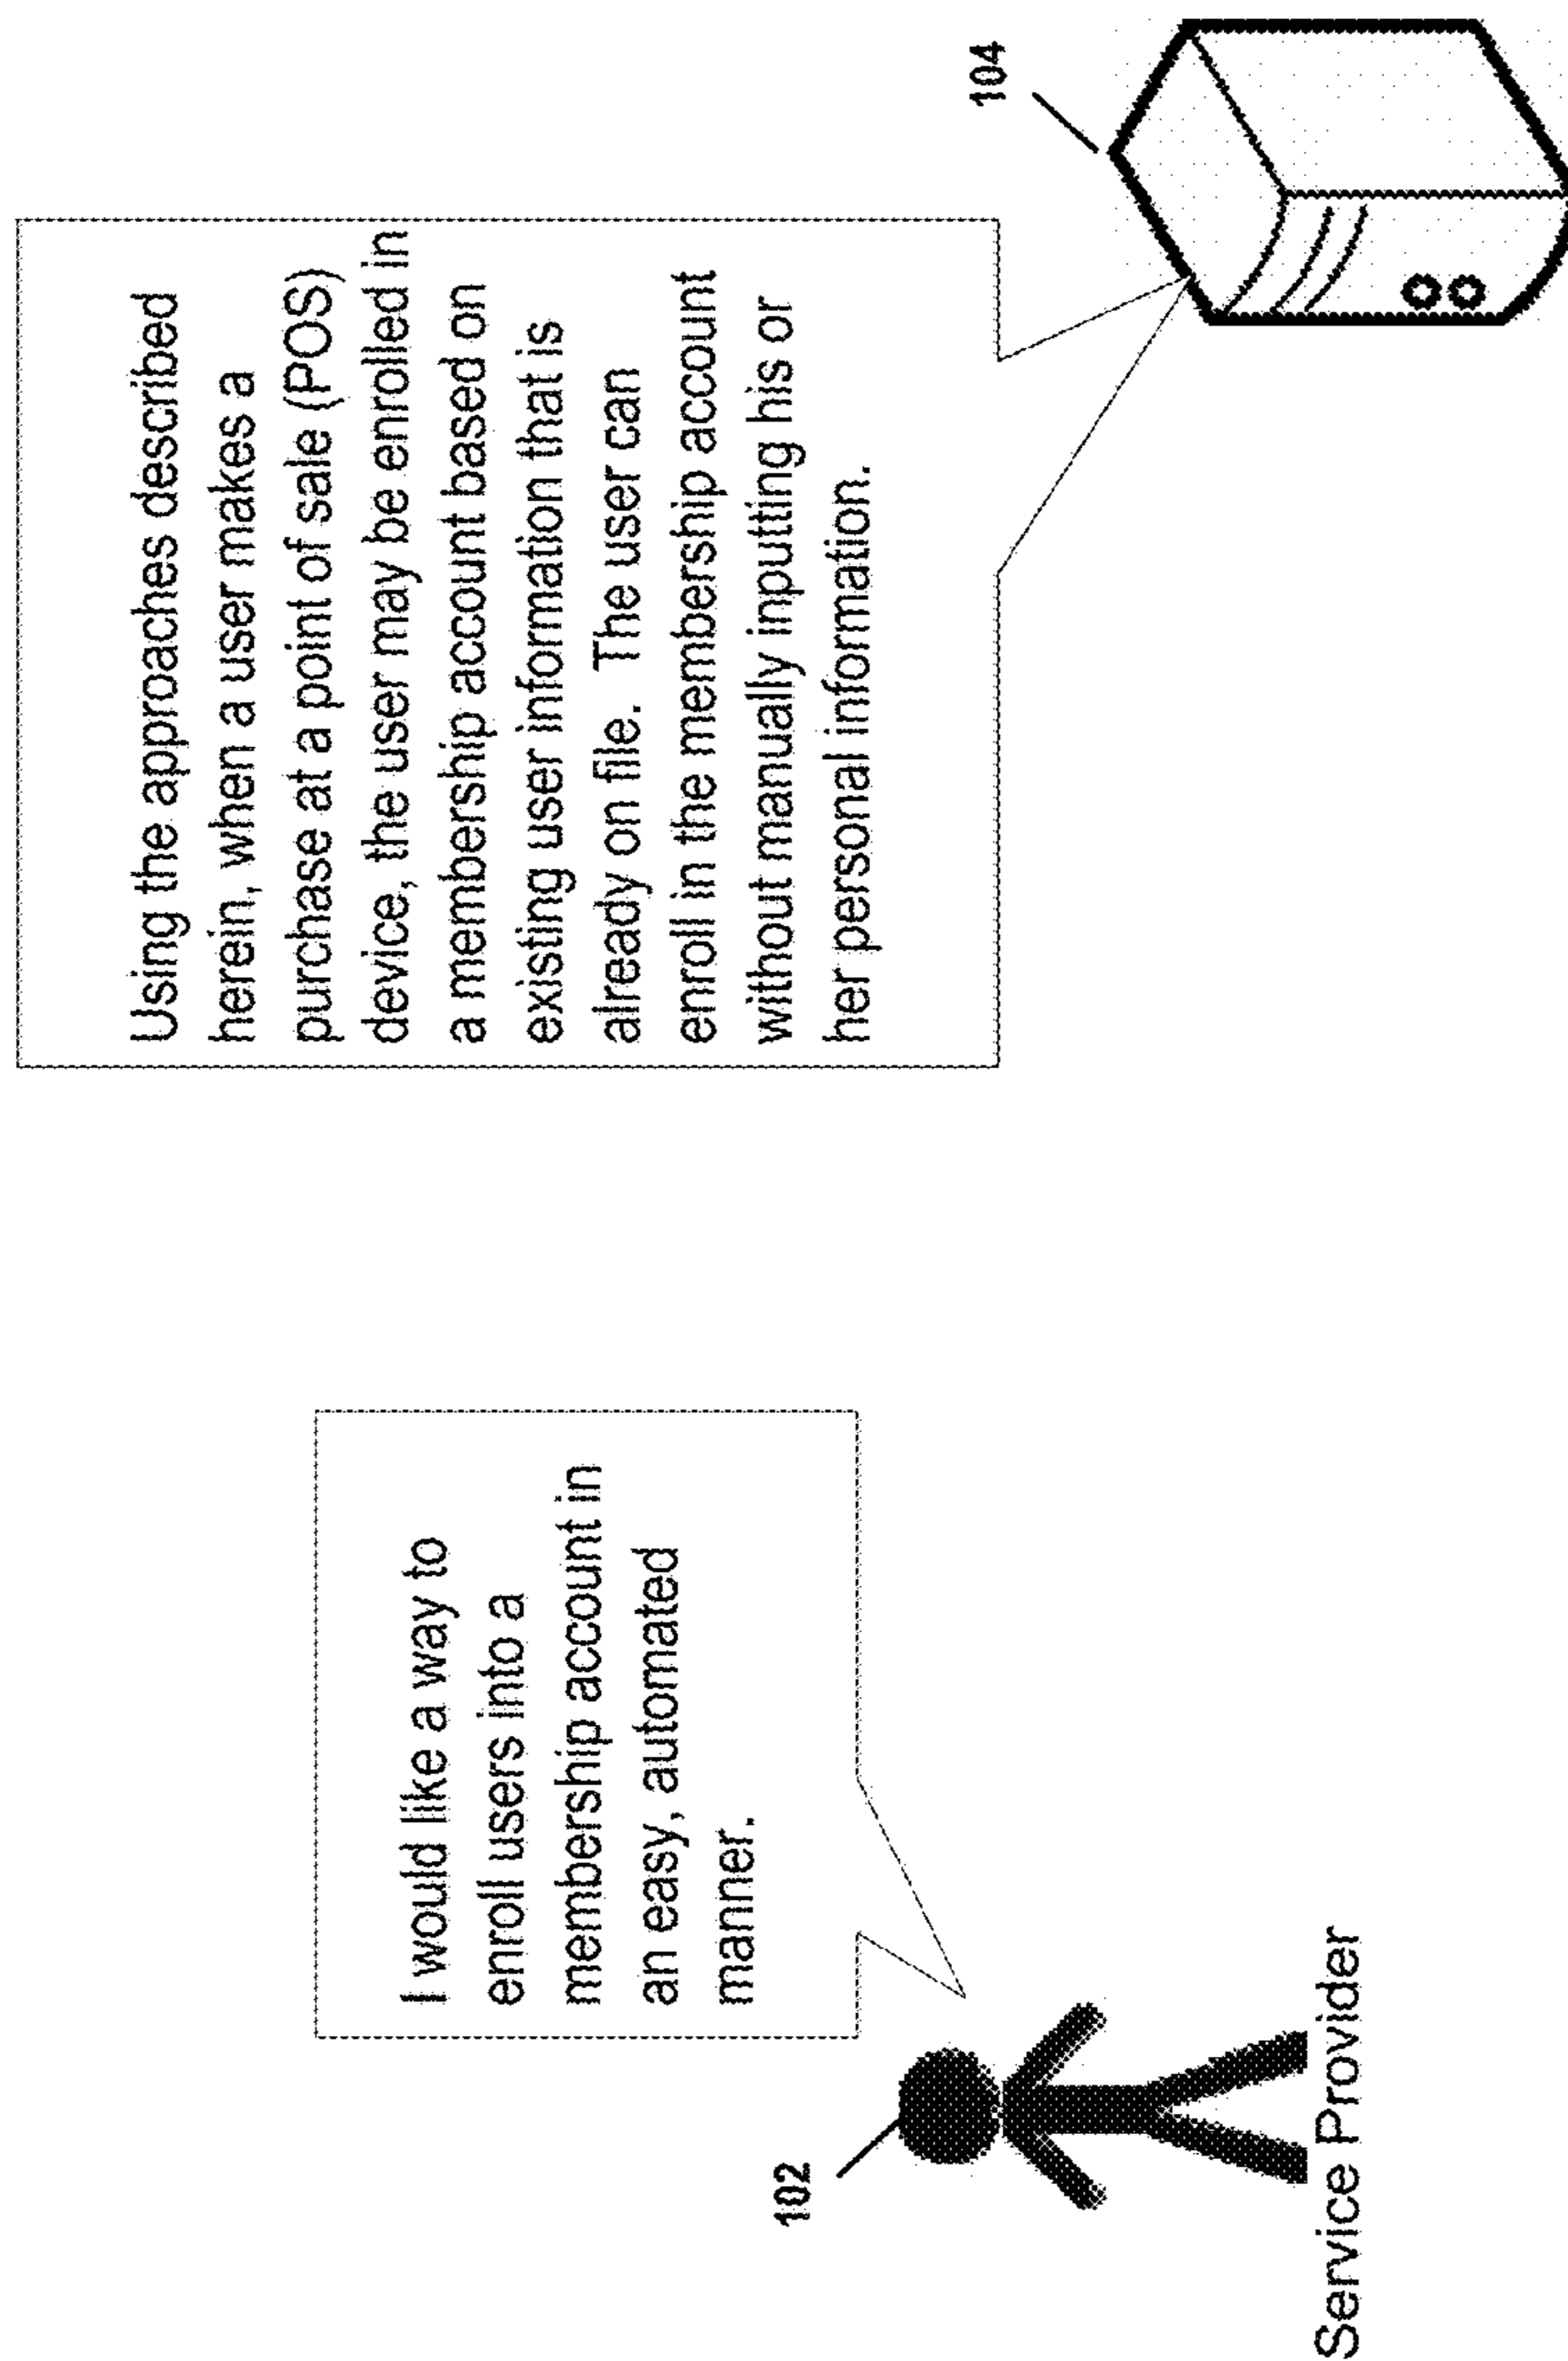 102
I would like a way to
enroll users into a
membership account in
an easy, automated
manner.
Service Provider
Using the approaches described
herein, when a user makes a
purchase at a point of sale (POS)
device, the user may be enrolled in
a membership account based on
existing user information that is
already on file. The user can
enroll in the membership account
without manually inputting his or
her personal information.
104